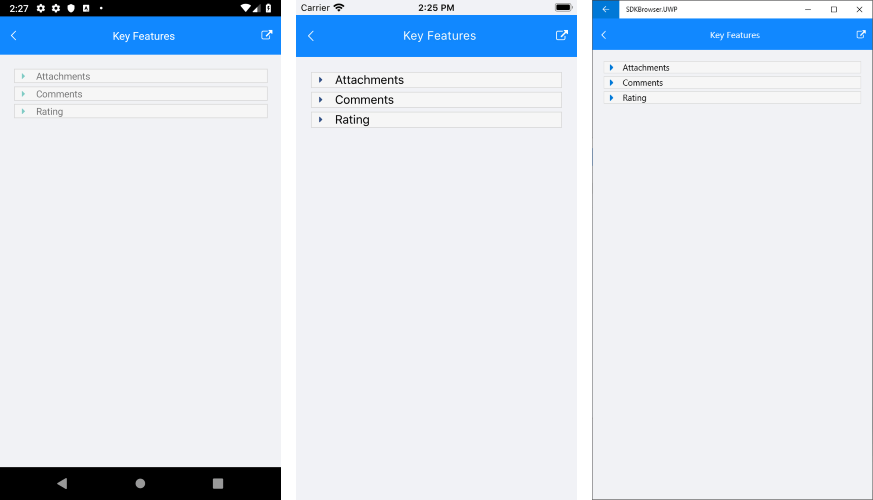 2:27
Key Features
Attachments
Comments
Rating
Carrier 2:25 PM
Key Features
Attachments
Comments
Rating
SDKBrowser.UWP
Key Features
Attachments
Comments
Rating